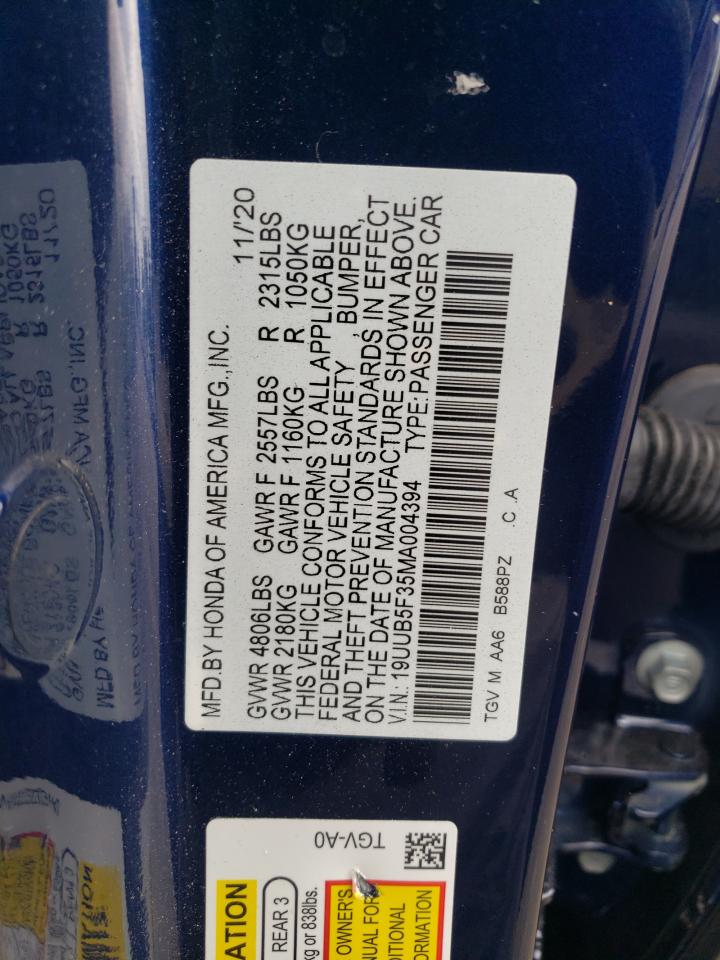 MFD.BY HONDA OF AMERICA MFG.,INC. 11/'20
GVWR 4806LBS GAWR F 2557LBS R 2315LBS
GVWR 2180KG GAWR F 1160KG R 1050KG
THIS VEHICLE CONFORMS TO ALL APPLICABLE
FEDERAL MOTOR VEHICLE SAFETY , BUMPER,
AND THEFT PREVENTION STANDARDS, IN EFFECT
ON THE DATE OF MANUFACTURE SHOWN ABOVE.
V.I.N.: 19UUB5F35MA004394 TYPE: PASSENGER CAR
TGV M AA6 B588PZ .C .A
TGV-A0
ATION
REAR 3
kg or 838lbs.
OWNER'S
NUAL FOR
DITIONAL
ORMATION